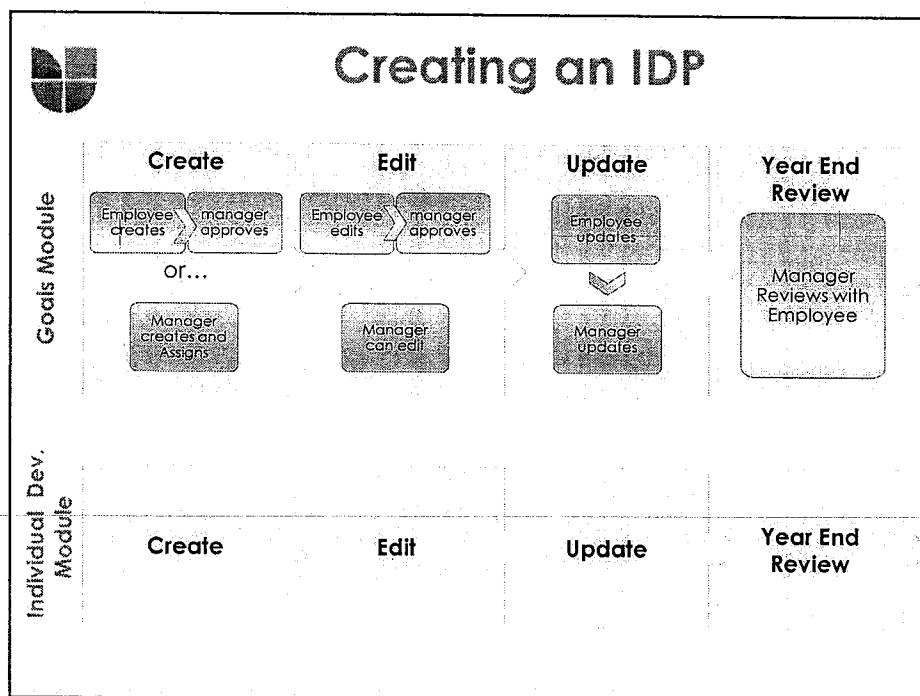 Creating an IDP
Goals Module
Create
Employee creates
manager approves
or...
Manager creates and Assigns
Edit
Employee edits
manager approves
Manager can edit
Update
Employee updates
Manager updates
Year End Review
Manager Reviews with Employee
Individual Dev. Module
Create
Edit
Update
Year End Review